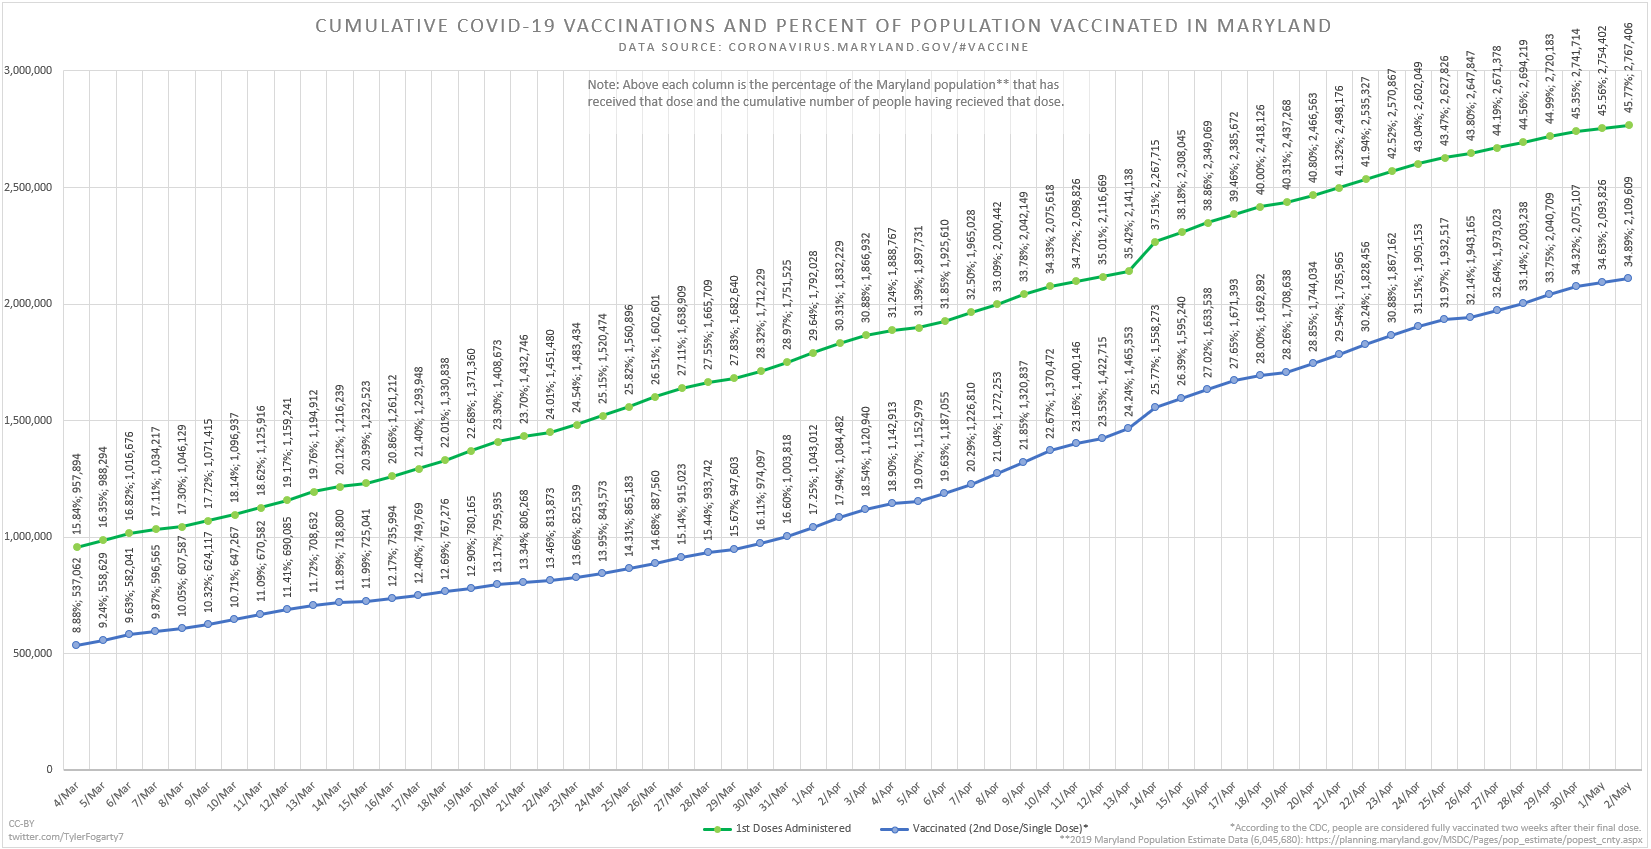 CUMULATIVE COVID-19 VACCINATIONS AND PERCENT OF POPULATION VACCINATED IN MARYLAND
DATA SOURCE: CORONAVIRUS.MARYLAND.GOV/#VACCINE
Note: Above each column is the percentage of the Maryland population** that has
received that dose and the cumulative number of people having recieved that dose.
3,000,000
2,500,000
2,000,000
1,500,000
1,000,000
500,000
0
15.84%; 957,894
16.35%; 988,294
16.82%; 1,016,676
17.11%; 1,034,217
17.30%; 1,046,129
17.72%; 1,071,415
18.14%; 1,096,937
18.62%; 1,125,916
19.17%; 1,159,241
19.76%; 1,194,912
20.12%; 1,216,239
20.39%; 1,232,523
20.86%; 1,261,212
21.40%; 1,293,948
22.01%; 1,330,838
22.68%; 1,371,360
23.30%; 1,408,673
23.70%; 1,432,746
24.01%; 1,451,480
24.54%; 1,483,434
25.15%; 1,520,474
25.82%; 1,560,896
26.51%; 1,602,601
27.11%; 1,638,909
27.55%; 1,665,709
27.83%; 1,682,640
28.32%; 1,712,229
28.97%; 1,751,525
29.64%; 1,792,028
30.31%; 1,832,229
30.88%; 1,866,932
31.24%; 1,888,767
31.39%; 1,897,731
31.85%; 1,925,610
32.50%; 1,965,028
33.09%; 2,000,442
33.78%; 2,042,149
34.33%; 2,075,618
34.72%; 2,098,826
35.01%; 2,116,669
35.42%; 2,141,138
37.51%; 2,267,715
38.18%; 2,308,045
38.86%; 2,349,069
39.46%; 2,385,672
40.00%; 2,418,126
40.31%; 2,437,268
40.80%; 2,466,563
41.32%; 2,498,176
41.94%; 2,535,327
42.52%; 2,570,867
43.04%; 2,602,049
43.47%; 2,627,826
43.80%; 2,647,847
44.19%; 2,671,378
44.56%; 2,694,219
44.99%; 2,720,183
45.35%; 2,741,714
45.56%; 2,754,402
45.77%; 2,767,406
8.88%; 537,062
9.24%; 558,629
9.63%; 582,041
9.87%; 596,565
10.05%; 607,587
10.32%; 624,117
10.71%; 647,267
11.09%; 670,582
11.41%; 690,085
11.72%; 708,632
11.89%; 718,800
11.99%; 725,041
12.17%; 735,994
12.40%; 749,769
12.69%; 767,276
12.90%; 780,165
13.17%; 795,935
13.34%; 806,268
13.46%; 813,873
13.66%; 825,539
13.95%; 843,573
14.31%; 865,183
14.68%; 887,560
15.14%; 915,023
15.44%; 933,742
15.67%; 947,603
16.11%; 974,097
16.60%; 1,003,818
17.25%; 1,043,012
17.94%; 1,084,482
18.54%; 1,120,940
18.90%; 1,142,913
19.07%; 1,152,979
19.63%; 1,187,055
20.29%; 1,226,810
21.04%; 1,272,253
21.85%; 1,320,837
22.67%; 1,370,472
23.16%; 1,400,146
23.53%; 1,422,715
24.24%; 1,465,353
25.77%; 1,558,273
26.39%; 1,595,240
27.02%; 1,633,538
27.65%; 1,671,393
28.00%; 1,692,892
28.26%; 1,708,638
28.85%; 1,744,034
29.54%; 1,785,965
30.24%; 1,828,456
30.88%; 1,867,162
31.51%; 1,905,153
31.97%; 1,932,517
32.14%; 1,943,165
32.64%; 1,973,023
33.14%; 2,003,238
33.75%; 2,040,709
34.32%; 2,075,107
34.63%; 2,093,826
34.89%; 2,109,609
4/Mar
5/Mar
6/Mar
7/Mar
8/Mar
9/Mar
10/Mar
11/Mar
12/Mar
13/Mar
14/Mar
15/Mar
16/Mar
17/Mar
18/Mar
19/Mar
20/Mar
21/Mar
22/Mar
23/Mar
24/Mar
25/Mar
26/Mar
27/Mar
28/Mar
29/Mar
30/Mar
31/Mar
1/Apr
2/Apr
3/Apr
4/Apr
5/Apr
6/Apr
7/Apr
8/Apr
9/Apr
10/Apr
11/Apr
12/Apr
13/Apr
14/Apr
15/Apr
16/Apr
17/Apr
18/Apr
19/Apr
20/Apr
21/Apr
22/Apr
23/Apr
24/Apr
25/Apr
26/Apr
27/Apr
28/Apr
29/Apr
30/Apr
1/May
2/May
CC-BY
twitter.com/TylerFogarty7
1st Doses Administered
Vaccinated (2nd Dose/Single Dose)*
*According to the CDC, people are considered fully vaccinated two weeks after their final dose.
**2019 Maryland Population Estimate Data (6,045,680): https://planning.maryland.gov/MSDC/Pages/pop_estimate/popest_cnty.aspx